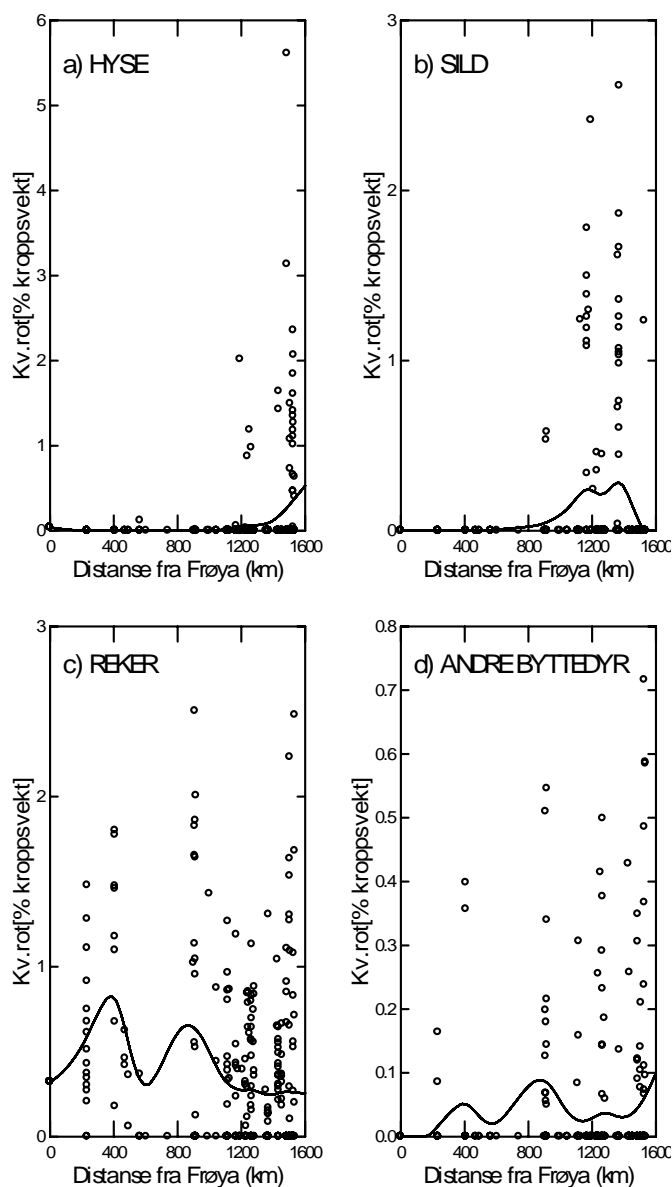 a) HYSE
6
5
4
3
2
1
0
Kv.rot[% kroppsvekt]
0 400 800 1200 1600
Distanse fra Frøya (km)
b) SILD
3
2
1
0
Kv.rot[% kroppsvekt]
0 400 800 1200 1600
Distanse fra Frøya (km)
c) REKER
3
2
1
0
Kv.rot[% kroppsvekt]
0 400 800 1200 1600
Distanse fra Frøya (km)
d) ANDRE BYTTEDYR
0.8
0.7
0.6
0.5
0.4
0.3
0.2
0.1
0.0
Kv.rot[% kroppsvekt]
0 400 800 1200 1600
Distanse fra Frøya (km)